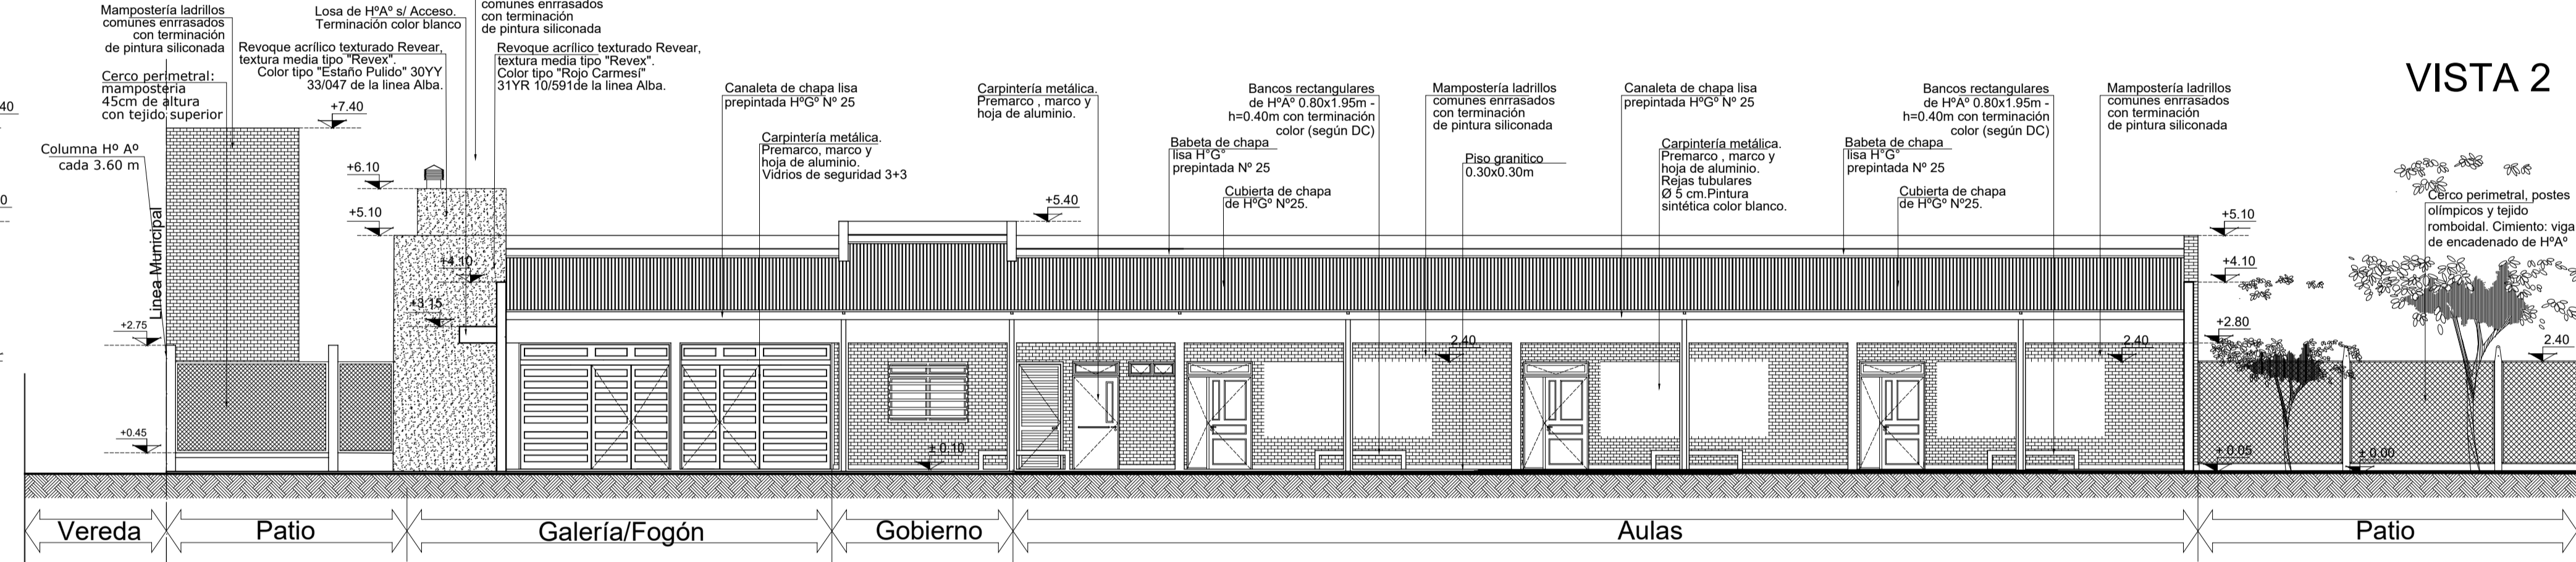 VISTA 2
Mampostería ladrillos
comunes enrrasados
con terminación
de pintura siliconada
Cerco perimetral:
mampostería
45cm de altura
con tejido superior
Columna Hº Aº
cada 3.60 m
Línea Municipal
Losa de HºAº s/ Acceso.
Terminación color blanco
Revoque acrílico texturado Revear,
textura media tipo "Revex".
Color tipo "Estaño Pulido" 30YY
33/047 de la linea Alba.
comunes enrrasados
con terminación
de pintura siliconada
Revoque acrílico texturado Revear,
textura media tipo "Revex".
Color tipo "Rojo Carmesí"
31YR 10/591de la linea Alba.
Canaleta de chapa lisa
prepintada HºGº Nº 25
Carpintería metálica.
Premarco, marco y
hoja de aluminio.
Vidrios de seguridad 3+3
Carpintería metálica.
Premarco , marco y
hoja de aluminio.
Bancos rectangulares
de HºAº 0.80x1.95m -
h=0.40m con terminación
color (según DC)
Babeta de chapa
lisa H°G°
prepintada Nº 25
Cubierta de chapa
de HºGº Nº25.
Mampostería ladrillos
comunes enrrasados
con terminación
de pintura siliconada
Piso granitico
0.30x0.30m
Canaleta de chapa lisa
prepintada HºGº Nº 25
Carpintería metálica.
Premarco , marco y
hoja de aluminio.
Rejas tubulares
Ø 5 cm.Pintura
sintética color blanco.
Bancos rectangulares
de HºAº 0.80x1.95m -
h=0.40m con terminación
color (según DC)
Babeta de chapa
lisa H°G°
prepintada Nº 25
Cubierta de chapa
de HºGº Nº25.
Mampostería ladrillos
comunes enrrasados
con terminación
de pintura siliconada
Cerco perimetral, postes
olímpicos y tejido
romboidal. Cimiento: viga
de encadenado de HºAº
40
0
+7.40
+6.10
+5.10
+4.10
+3.15
+2.75
+0.45
+5.40
± 0.10
2.40
2.40
+5.10
+4.10
+2.80
2.40
+ 0.05
± 0.00
Vereda
Patio
Galería/Fogón
Gobierno
Aulas
Patio